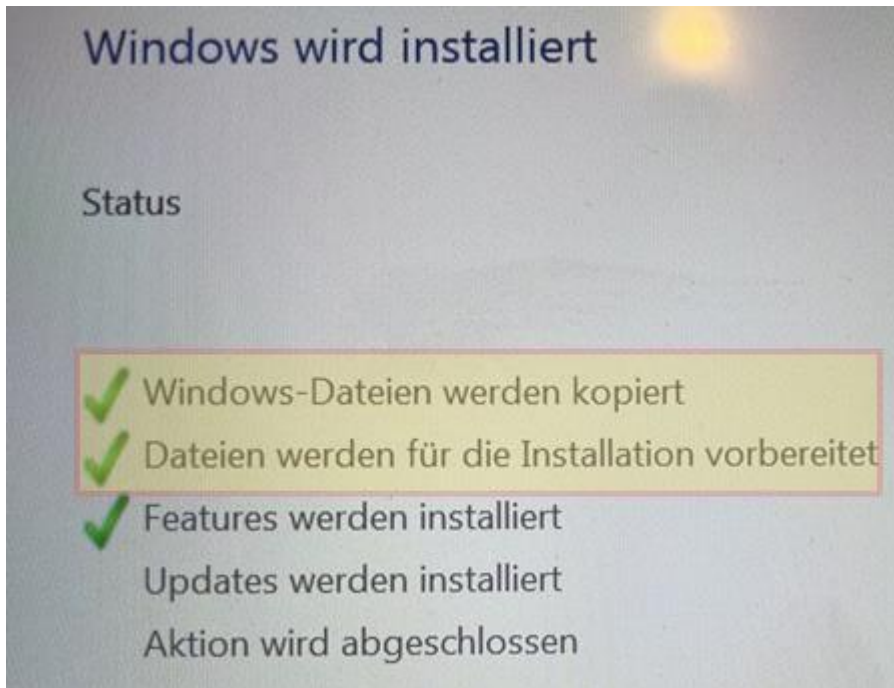 Windows wird installiert
Status
Windows-Dateien werden kopiert
Dateien werden für die Installation vorbereitet
Features werden installiert
Updates werden installiert
Aktion wird abgeschlossen